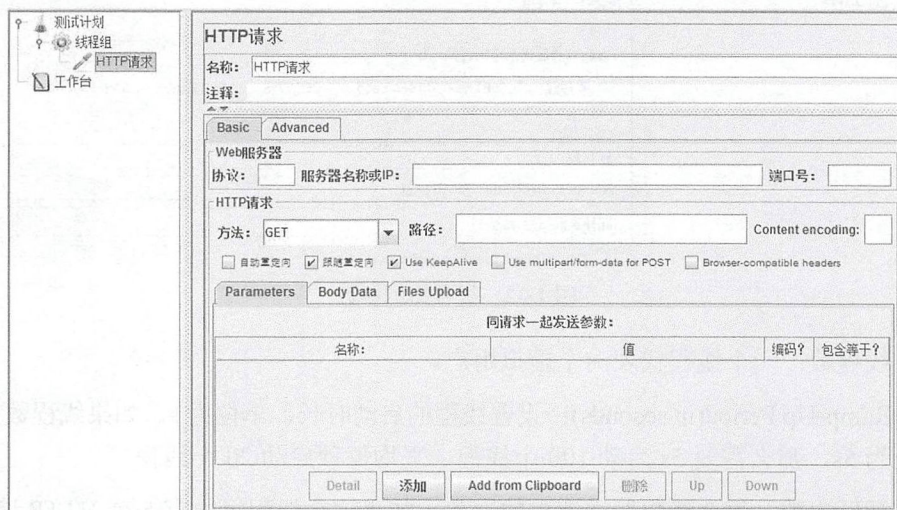 测试计划
线程组
HTTP请求
工作台
HTTP请求
名称: HTTP请求
注释:
Basic Advanced
Web服务器
协议: 服务器名称或IP: 端口号:
HTTP请求
方法: GET 路径: Content encoding:
自动重定向 跟随重定向 Use KeepAlive Use multipart/form-data for POST Browser-compatible headers
Parameters Body Data Files Upload
同请求一起发送参数:
名称: 值 编码? 包含等于?
Detail 添加 Add from Clipboard 删除 Up Down